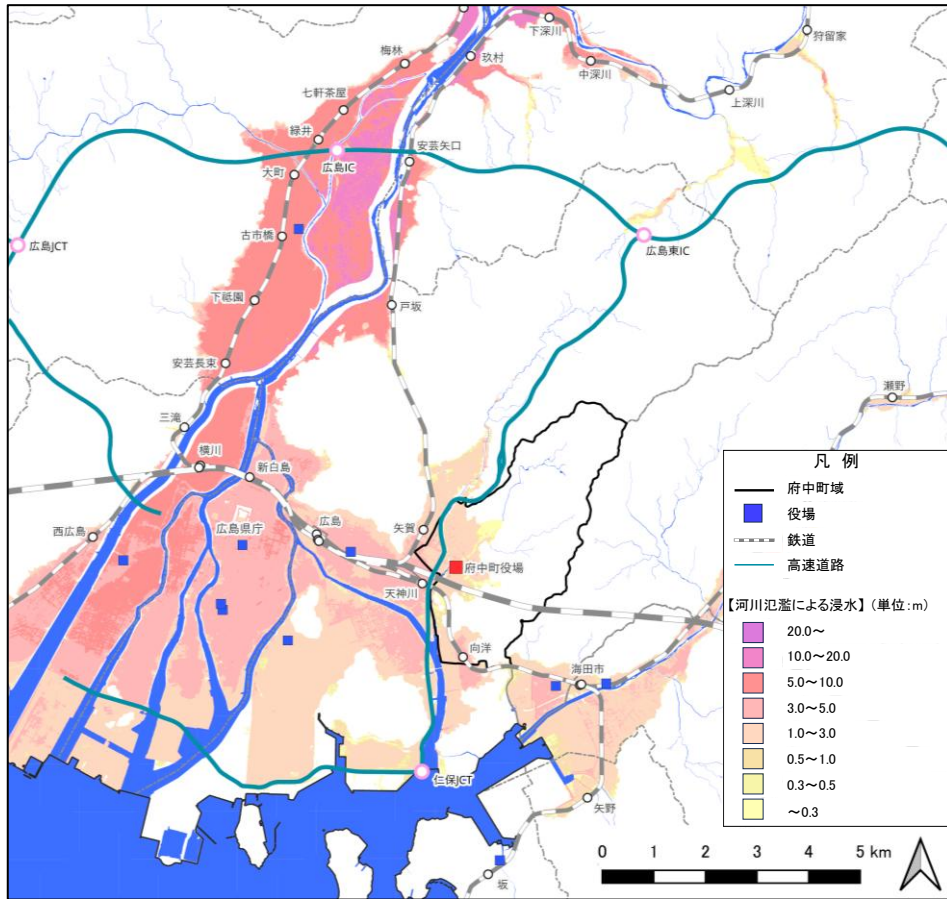 下深川
狩留家
梅林
玖村
中深川
上深川
七軒茶屋
緑井
安芸矢口
広島IC
大町
古市橋
広島JCT
広島東IC
下祗園
戸坂
安芸長束
瀬野
三滝
横川
新白島
広島県庁
広島
矢賀
西広島
府中町役場
天神川
向洋
海田市
仁保JCT
矢野
坂
凡 例
府中町域
役場
鉄道
高速道路
【河川氾濫による浸水】(単位:m)
20.0~
10.0~20.0
5.0~10.0
3.0~5.0
1.0~3.0
0.5~1.0
0.3~0.5
~0.3
0 1 2 3 4 5 km